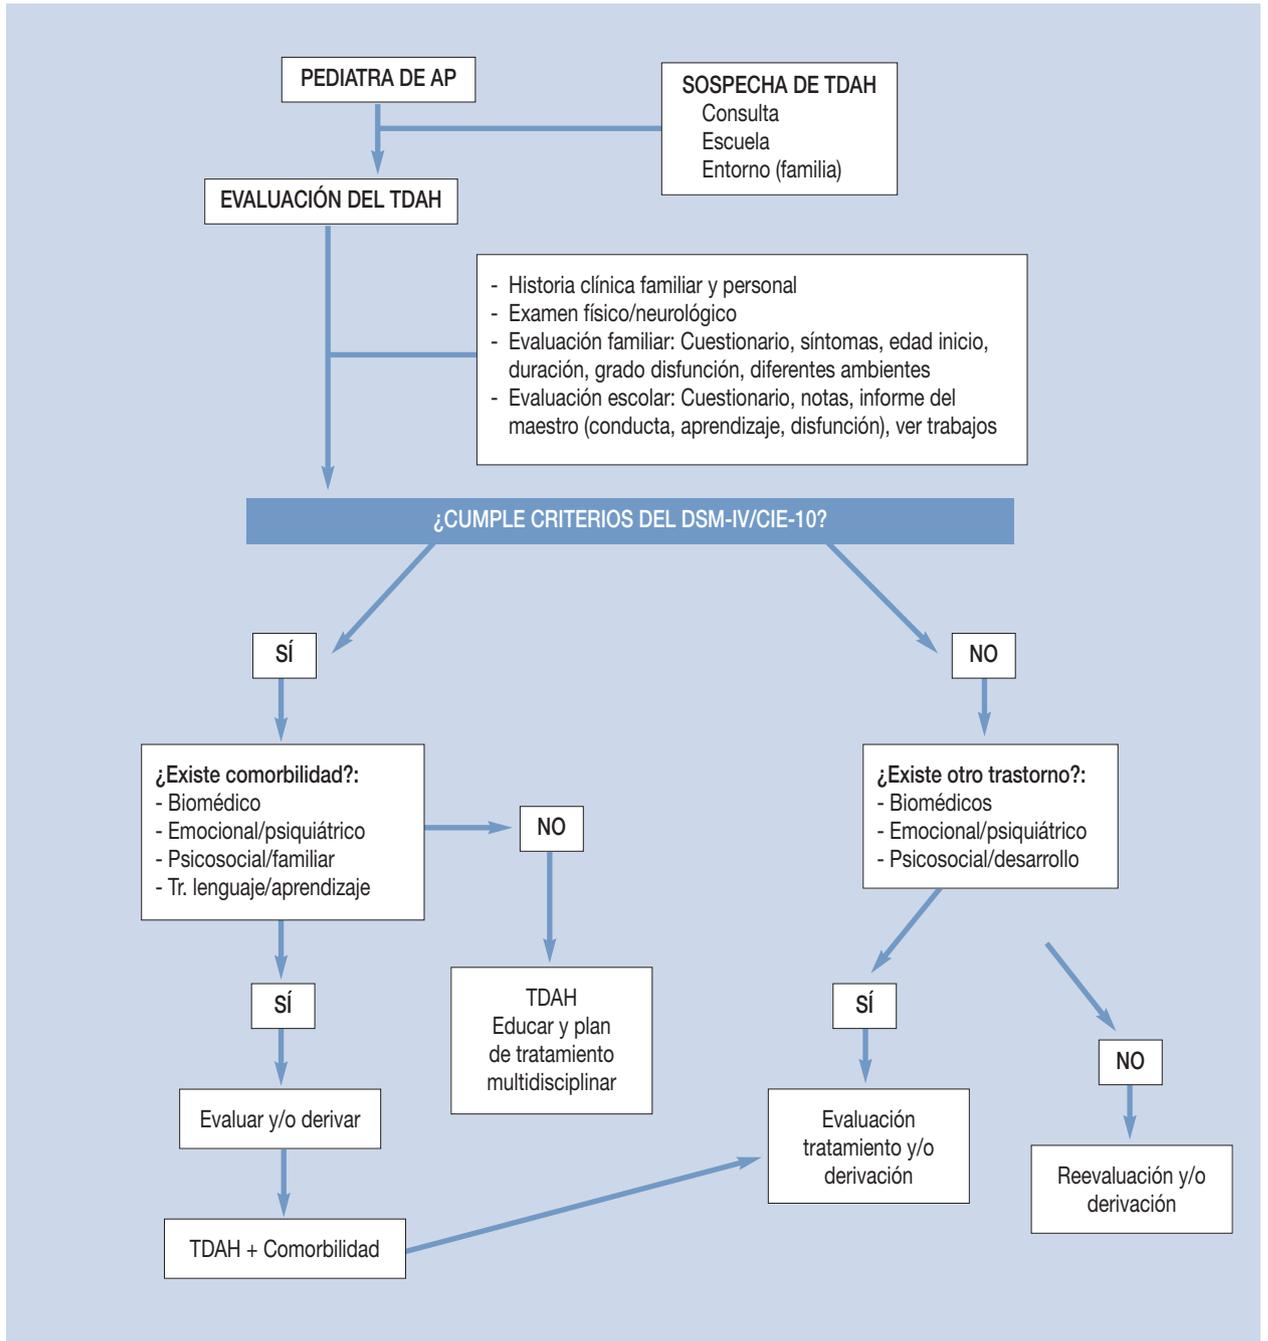 PEDIATRA DE AP
SOSPECHA DE TDAH
Consulta
Escuela
Entorno (familia)
EVALUACIÓN DEL TDAH
- Historia clínica familiar y personal
- Examen físico/neurológico
- Evaluación familiar: Cuestionario, síntomas, edad inicio,
duración, grado disfunción, diferentes ambientes
- Evaluación escolar: Cuestionario, notas, informe del
maestro (conducta, aprendizaje, disfunción), ver trabajos
¿CUMPLE CRITERIOS DEL DSM-IV/CIE-10?
SÍ
NO
¿Existe comorbilidad?:
- Biomédico
- Emocional/psiquiátrico
- Psicosocial/familiar
- Tr. lenguaje/aprendizaje
NO
¿Existe otro trastorno?:
- Biomédicos
- Emocional/psiquiátrico
- Psicosocial/desarrollo
SÍ
TDAH
Educar y plan
de tratamiento
multidisciplinar
SÍ
NO
Evaluar y/o derivar
Evaluación
tratamiento y/o
derivación
Reevaluación y/o
derivación
TDAH + Comorbilidad